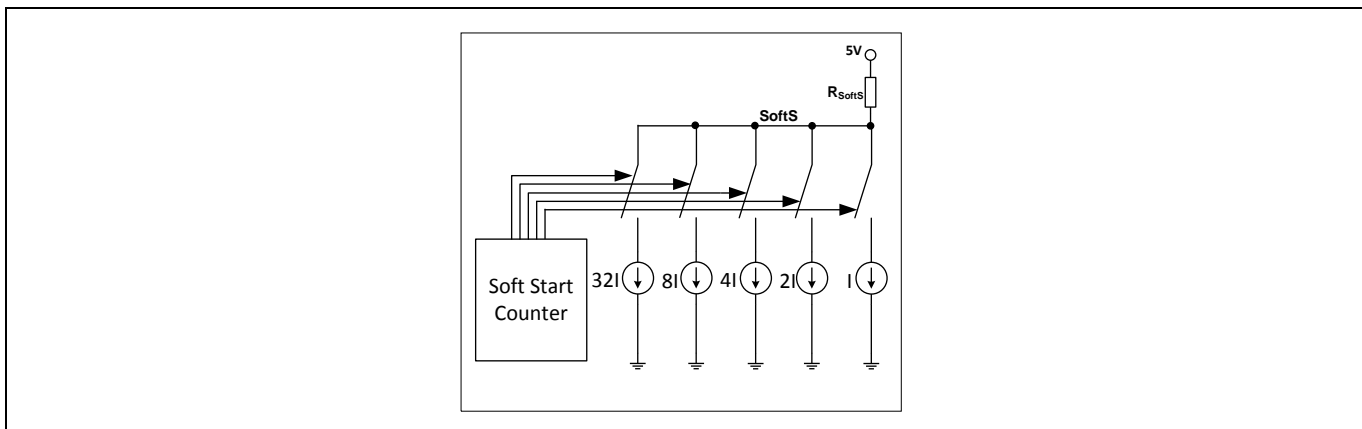 5V
RSoftS
SoftS
Soft Start
Counter
32I
8I
4I
2I
I